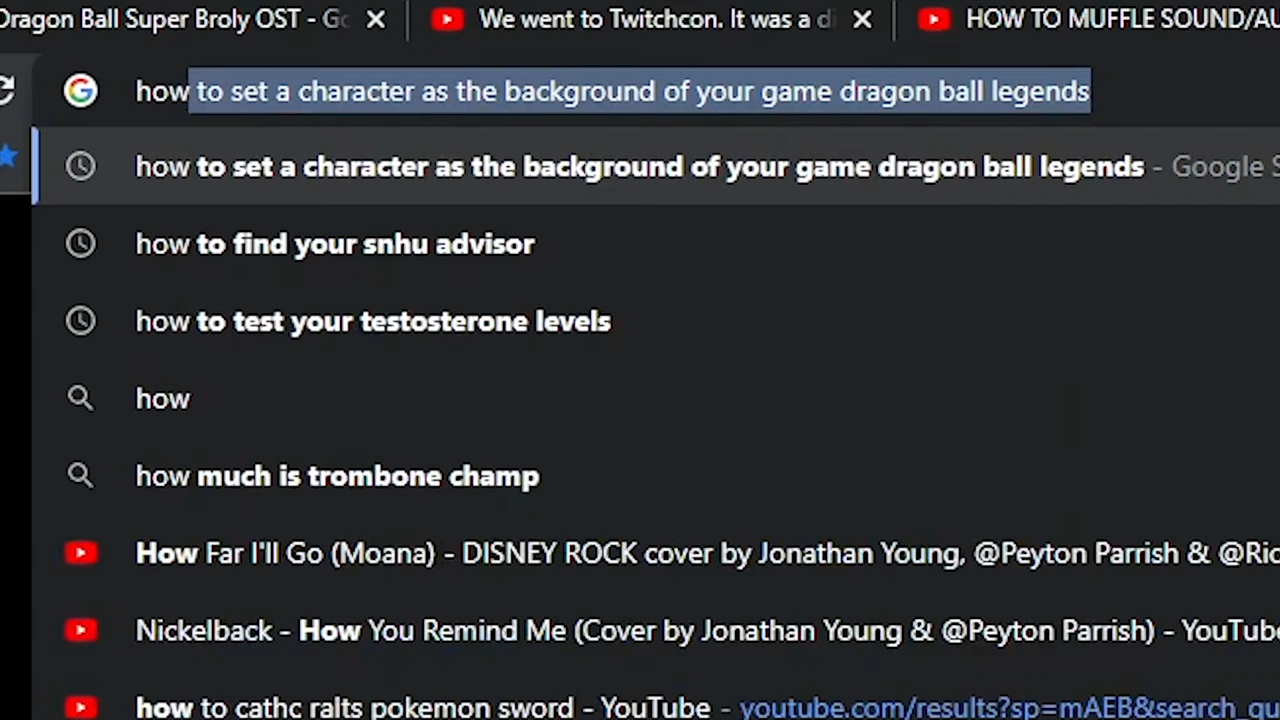 Dragon Ball Super Broly OST - Go
We went to Twitchcon. It was a di
HOW TO MUFFLE SOUND/AU
how to set a character as the background of your game dragon ball legends
how to set a character as the background of your game dragon ball legends - Google S
how to find your snhu advisor
how to test your testosterone levels
how
how much is trombone champ
How Far I'll Go (Moana) - DISNEY ROCK cover by Jonathan Young, @Peyton Parrish & @Ric
Nickelback - How You Remind Me (Cover by Jonathan Young & @Peyton Parrish) - YouTube
how to cathc ralts pokemon sword - YouTube - youtube.com/results?sp=mAEB&search_qu